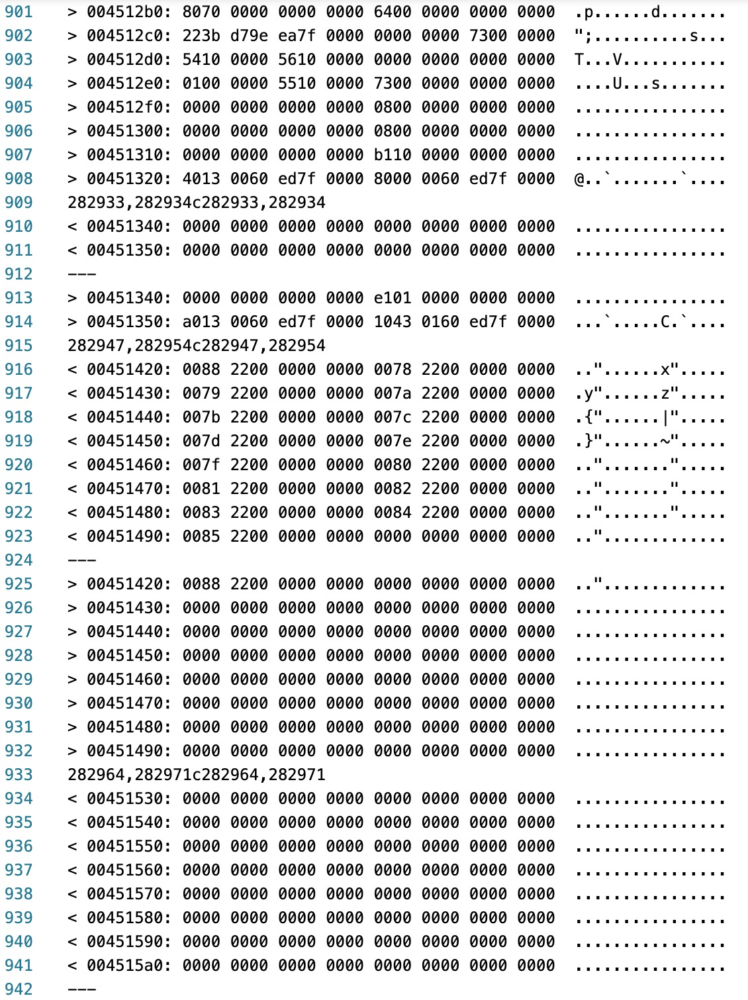 901 > 004512b0: 8070 0000 0000 0000 6400 0000 0000 0000 .p......d.......
902 > 004512c0: 223b d79e ea7f 0000 0000 0000 7300 0000 ";..........s...
903 > 004512d0: 5410 0000 5610 0000 0000 0000 0000 0000 T...V...........
904 > 004512e0: 0100 0000 5510 0000 7300 0000 0000 0000 ....U...s.......
905 > 004512f0: 0000 0000 0000 0000 0800 0000 0000 0000 ................
906 > 00451300: 0000 0000 0000 0000 0800 0000 0000 0000 ................
907 > 00451310: 0000 0000 0000 0000 b110 0000 0000 0000 ................
908 > 00451320: 4013 0060 ed7f 0000 8000 0060 ed7f 0000 @..`.......`....
909 282933,282934c282933,282934
910 < 00451340: 0000 0000 0000 0000 0000 0000 0000 0000 ................
911 < 00451350: 0000 0000 0000 0000 0000 0000 0000 0000 ................
912 ---
913 > 00451340: 0000 0000 0000 0000 e101 0000 0000 0000 ................
914 > 00451350: a013 0060 ed7f 0000 1043 0160 ed7f 0000 ...`.....C.`....
915 282947,282954c282947,282954
916 < 00451420: 0088 2200 0000 0000 0078 2200 0000 0000 .."......x".....
917 < 00451430: 0079 2200 0000 0000 007a 2200 0000 0000 .y"......z".....
918 < 00451440: 007b 2200 0000 0000 007c 2200 0000 0000 .{"......|".....
919 < 00451450: 007d 2200 0000 0000 007e 2200 0000 0000 .}"......~".....
920 < 00451460: 007f 2200 0000 0000 0080 2200 0000 0000 ..".......".....
921 < 00451470: 0081 2200 0000 0000 0082 2200 0000 0000 ..".......".....
922 < 00451480: 0083 2200 0000 0000 0084 2200 0000 0000 ..".......".....
923 < 00451490: 0085 2200 0000 0000 0000 0000 0000 0000 ..".............
924 ---
925 > 00451420: 0088 2200 0000 0000 0000 0000 0000 0000 ..".............
926 > 00451430: 0000 0000 0000 0000 0000 0000 0000 0000 ................
927 > 00451440: 0000 0000 0000 0000 0000 0000 0000 0000 ................
928 > 00451450: 0000 0000 0000 0000 0000 0000 0000 0000 ................
929 > 00451460: 0000 0000 0000 0000 0000 0000 0000 0000 ................
930 > 00451470: 0000 0000 0000 0000 0000 0000 0000 0000 ................
931 > 00451480: 0000 0000 0000 0000 0000 0000 0000 0000 ................
932 > 00451490: 0000 0000 0000 0000 0000 0000 0000 0000 ................
933 282964,282971c282964,282971
934 < 00451530: 0000 0000 0000 0000 0000 0000 0000 0000 ................
935 < 00451540: 0000 0000 0000 0000 0000 0000 0000 0000 ................
936 < 00451550: 0000 0000 0000 0000 0000 0000 0000 0000 ................
937 < 00451560: 0000 0000 0000 0000 0000 0000 0000 0000 ................
938 < 00451570: 0000 0000 0000 0000 0000 0000 0000 0000 ................
939 < 00451580: 0000 0000 0000 0000 0000 0000 0000 0000 ................
940 < 00451590: 0000 0000 0000 0000 0000 0000 0000 0000 ................
941 < 004515a0: 0000 0000 0000 0000 0000 0000 0000 0000 ................
942 ---